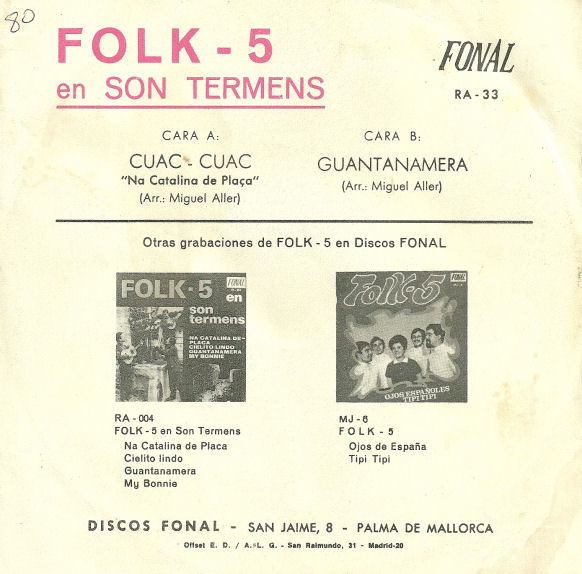 80
FOLK - 5
en SON TERMENS
FONAL
RA - 33
CARA A:
CUAC - CUAC
"Na Catalina de Plaça"
(Arr.: Miguel Aller)
CARA B:
GUANTANAMERA
(Arr.: Miguel Aller)
Otras grabaciones de FOLK - 5 en Discos FONAL
FOLK-5
FONAL
en
son
termens
NA CATALINA DE-
PLACA
CIELITO LINDO
GUANTANAMERA
MY BONNIE
Folk-5
FONAL
OJOS ESPAÑOLES
TIPI TIPI
RA - 004
FOLK - 5 en Son Termens
Na Catalina de Placa
Cielito lindo
Guantanamera
My Bonnie
MJ - 6
FOLK - 5
Ojos de España
Tipi Tipi
DISCOS FONAL - SAN JAIME, 8 - PALMA DE MALLORCA
Offset E. D. / A. L. G. - San Raimundo, 31 - Madrid-20